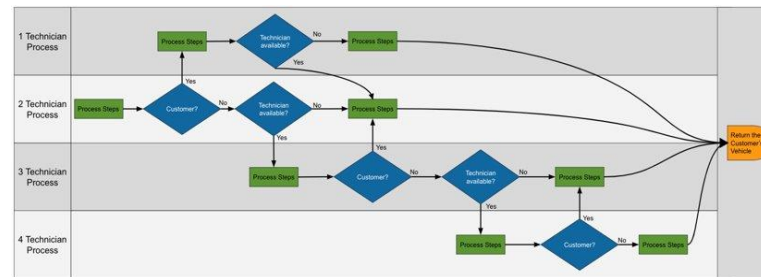 1 Technician
Process
Process Steps
Technician
available?
No
Process Steps
Yes
Yes
2 Technician
Process
Process Steps
Customer?
No
Technician
available?
No
Process Steps
Yes
Yes
Return the
Customer's
Vehicle
3 Technician
Process
Process Steps
Customer?
No
Technician
available?
No
Process Steps
Yes
Yes
4 Technician
Process
Process Steps
Customer?
No
Process Steps